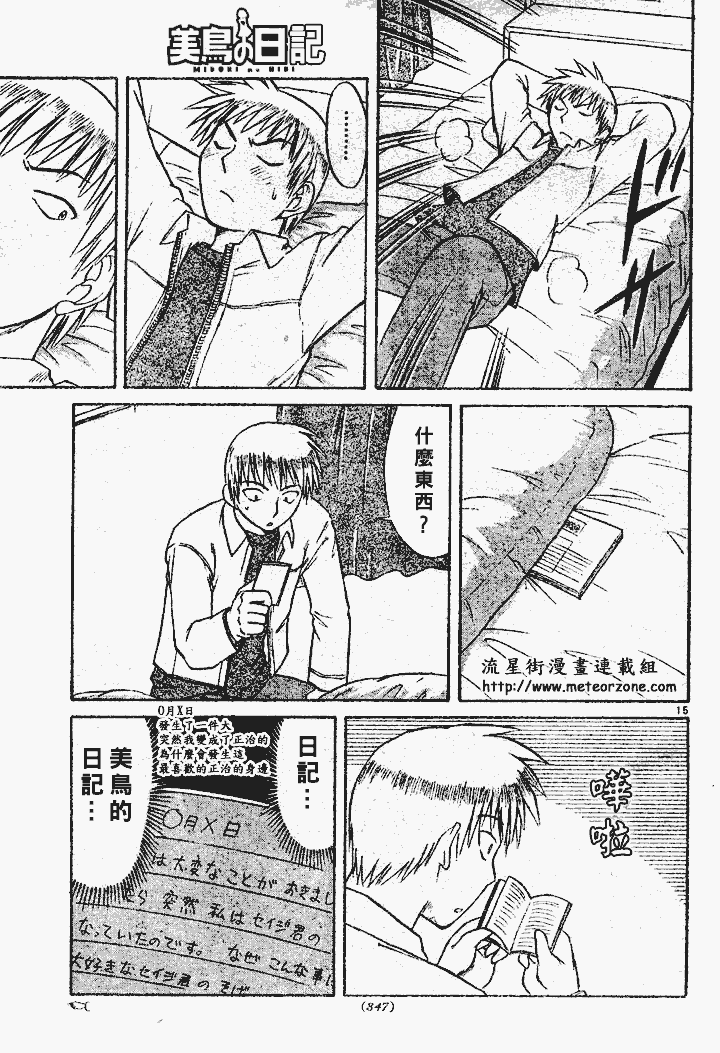 美鳥の日記
MIDORI no HIBI
‥‥‥‥
ドド
什麼東西?
流星街漫畫連載組
http://www.meteorzone.com
15
嘩啦
日記…
美鳥的
日記…
〇月X日
發生了一件大
突然我變成了正治的
為什麼會發生這
最喜歡的正治的身邊
〇月×日
は大変なことがおきまし
突然 私はセイジ君の
なっていたのです。 なぜ こんな事に
大好きなセイジ君の そば
(347)